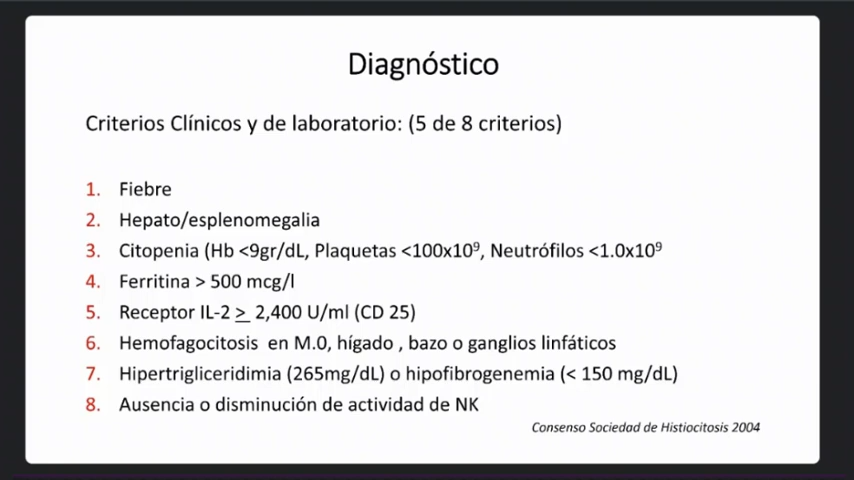 Diagnóstico
Criterios Clínicos y de laboratorio: (5 de 8 criterios)
1. Fiebre
2. Hepato/esplenomegalia
3. Citopenia (Hb <9gr/dL, Plaquetas <100x10⁹, Neutrófilos <1.0x10⁹
4. Ferritina > 500 mcg/l
5. Receptor IL-2 ≥ 2,400 U/ml (CD 25)
6. Hemofagocitosis en M.0, hígado , bazo o ganglios linfáticos
7. Hipertrigliceridimia (265mg/dL) o hipofibrogenemia (< 150 mg/dL)
8. Ausencia o disminución de actividad de NK
Consenso Sociedad de Histiocitosis 2004